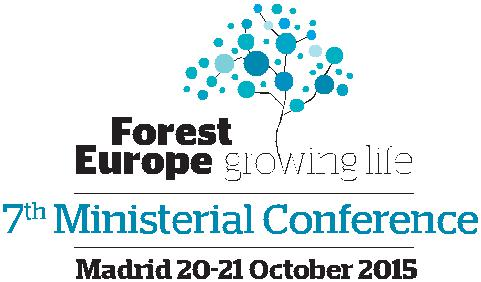 Forest
Europe growing life
7th Ministerial Conference
Madrid 20-21 October 2015